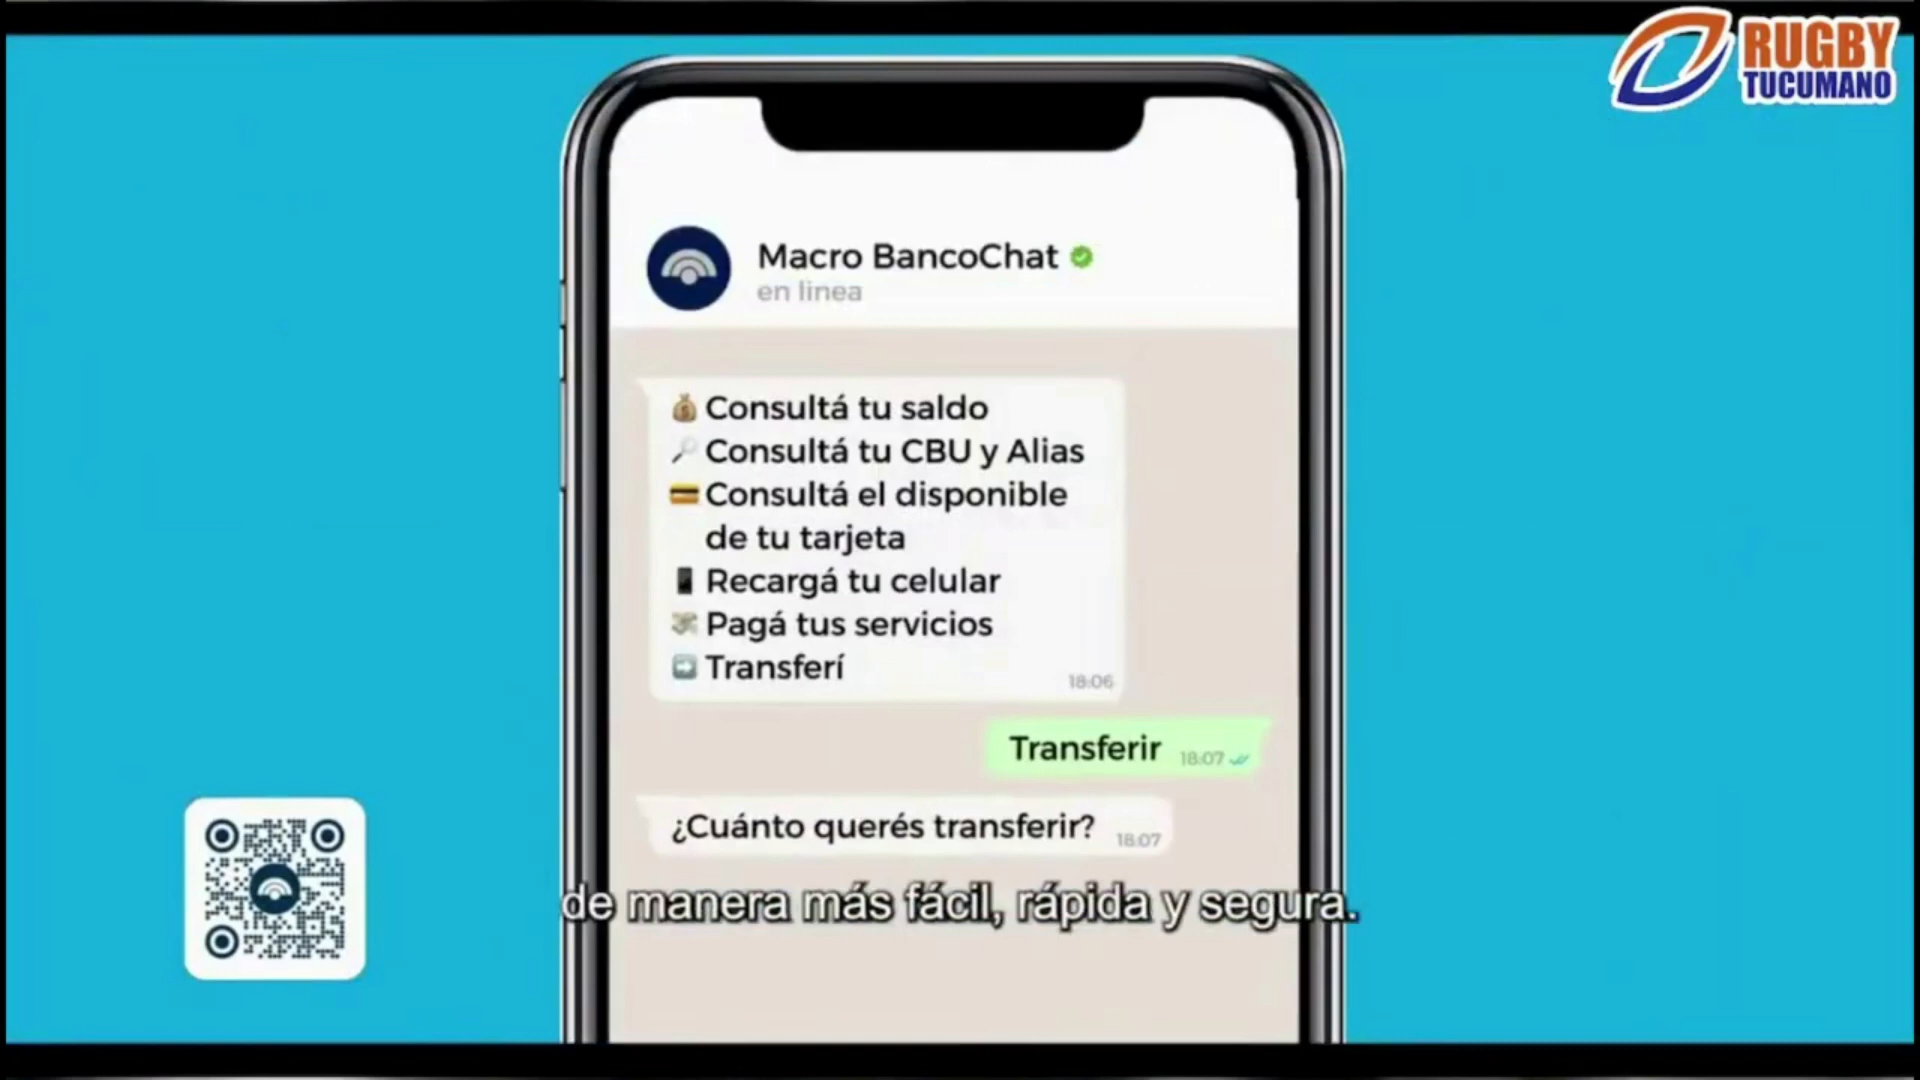 RUGBY
TUCUMANO
Macro BancoChat
en linea
Consultá tu saldo
Consultá tu CBU y Alias
Consultá el disponible
de tu tarjeta
Recargá tu celular
Pagá tus servicios
Transferí
18:06
Transferir 18:07
¿Cuánto querés transferir? 18:07
de manera más fácil, rápida y segura.